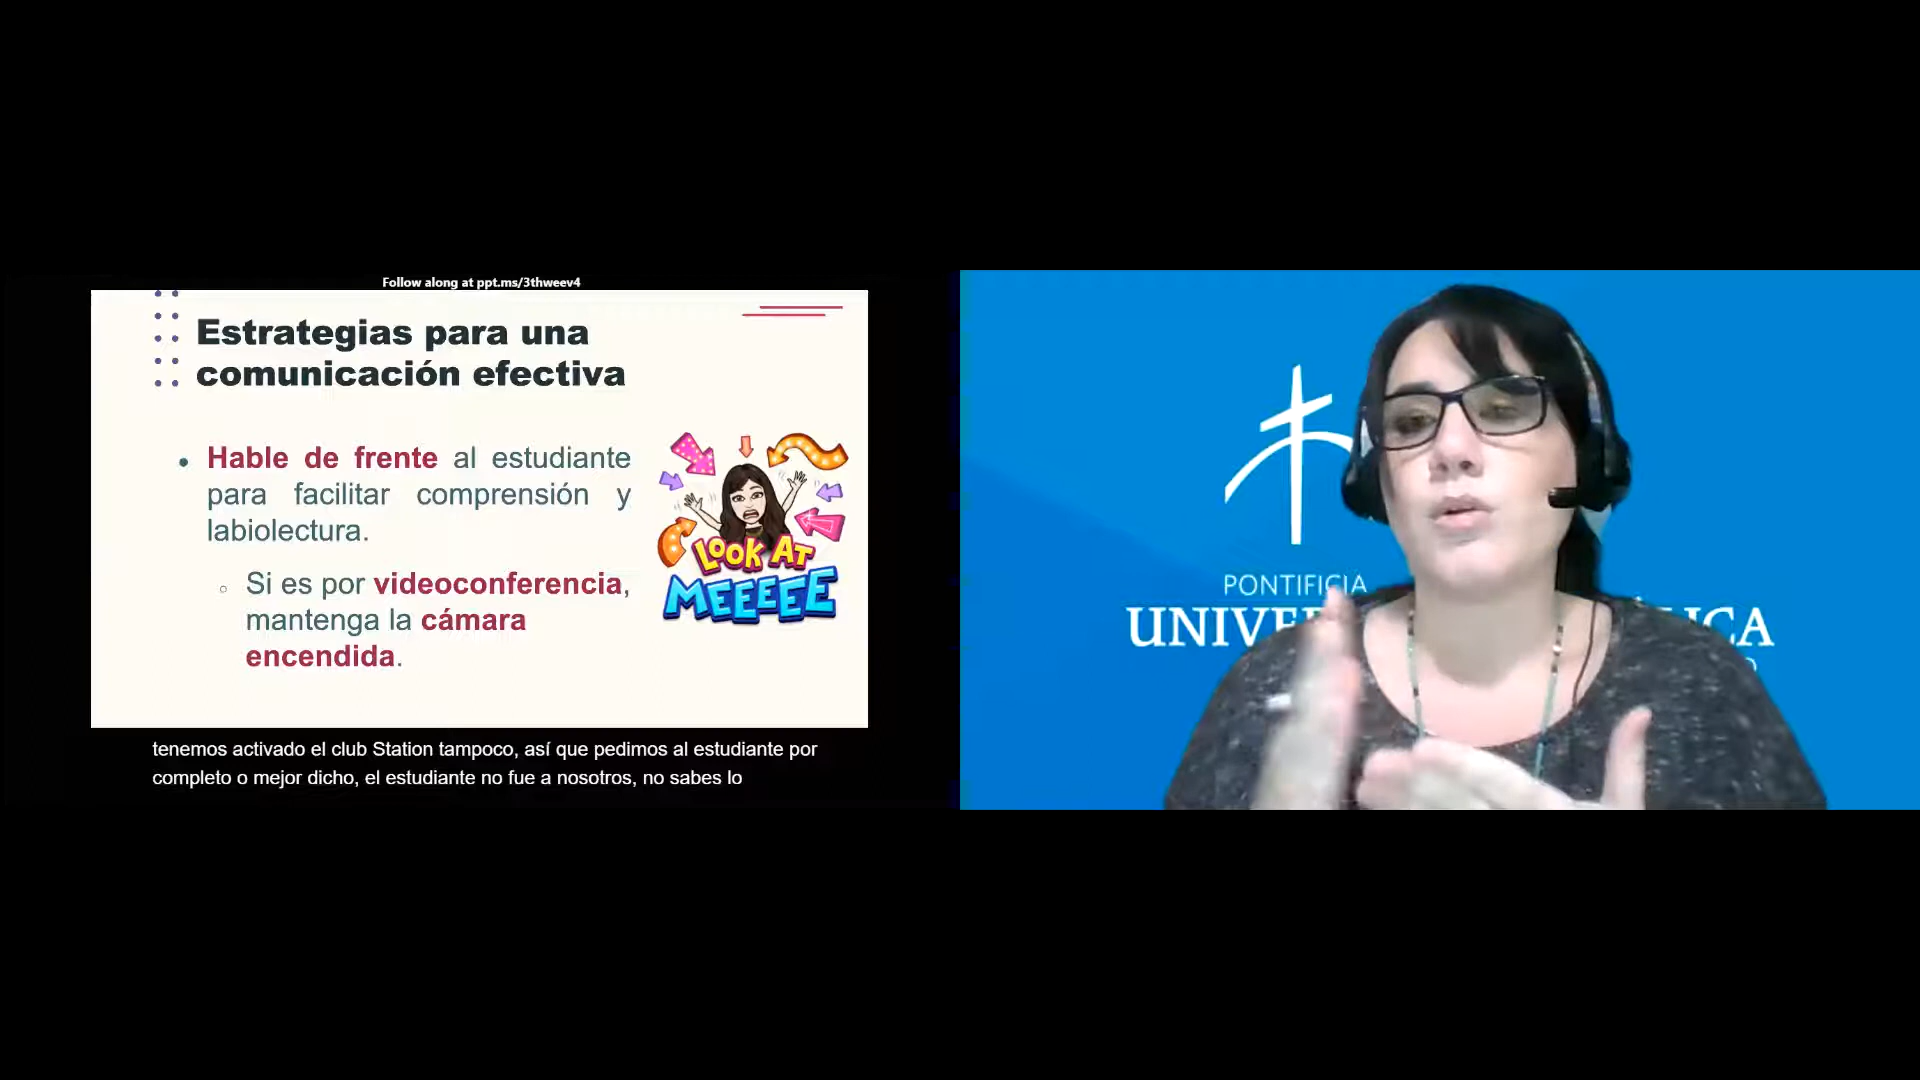 Follow along at ppt.ms/3thweev4
Estrategias para una
comunicación efectiva
• Hable de frente al estudiante
para facilitar comprensión y
labiolectura.
○ Si es por videoconferencia,
mantenga la cámara
encendida.
LOOK AT
MEEEEE
tenemos activado el club Station tampoco, así que pedimos al estudiante por
completo o mejor dicho, el estudiante no fue a nosotros, no sabes lo
PONTIFICIA